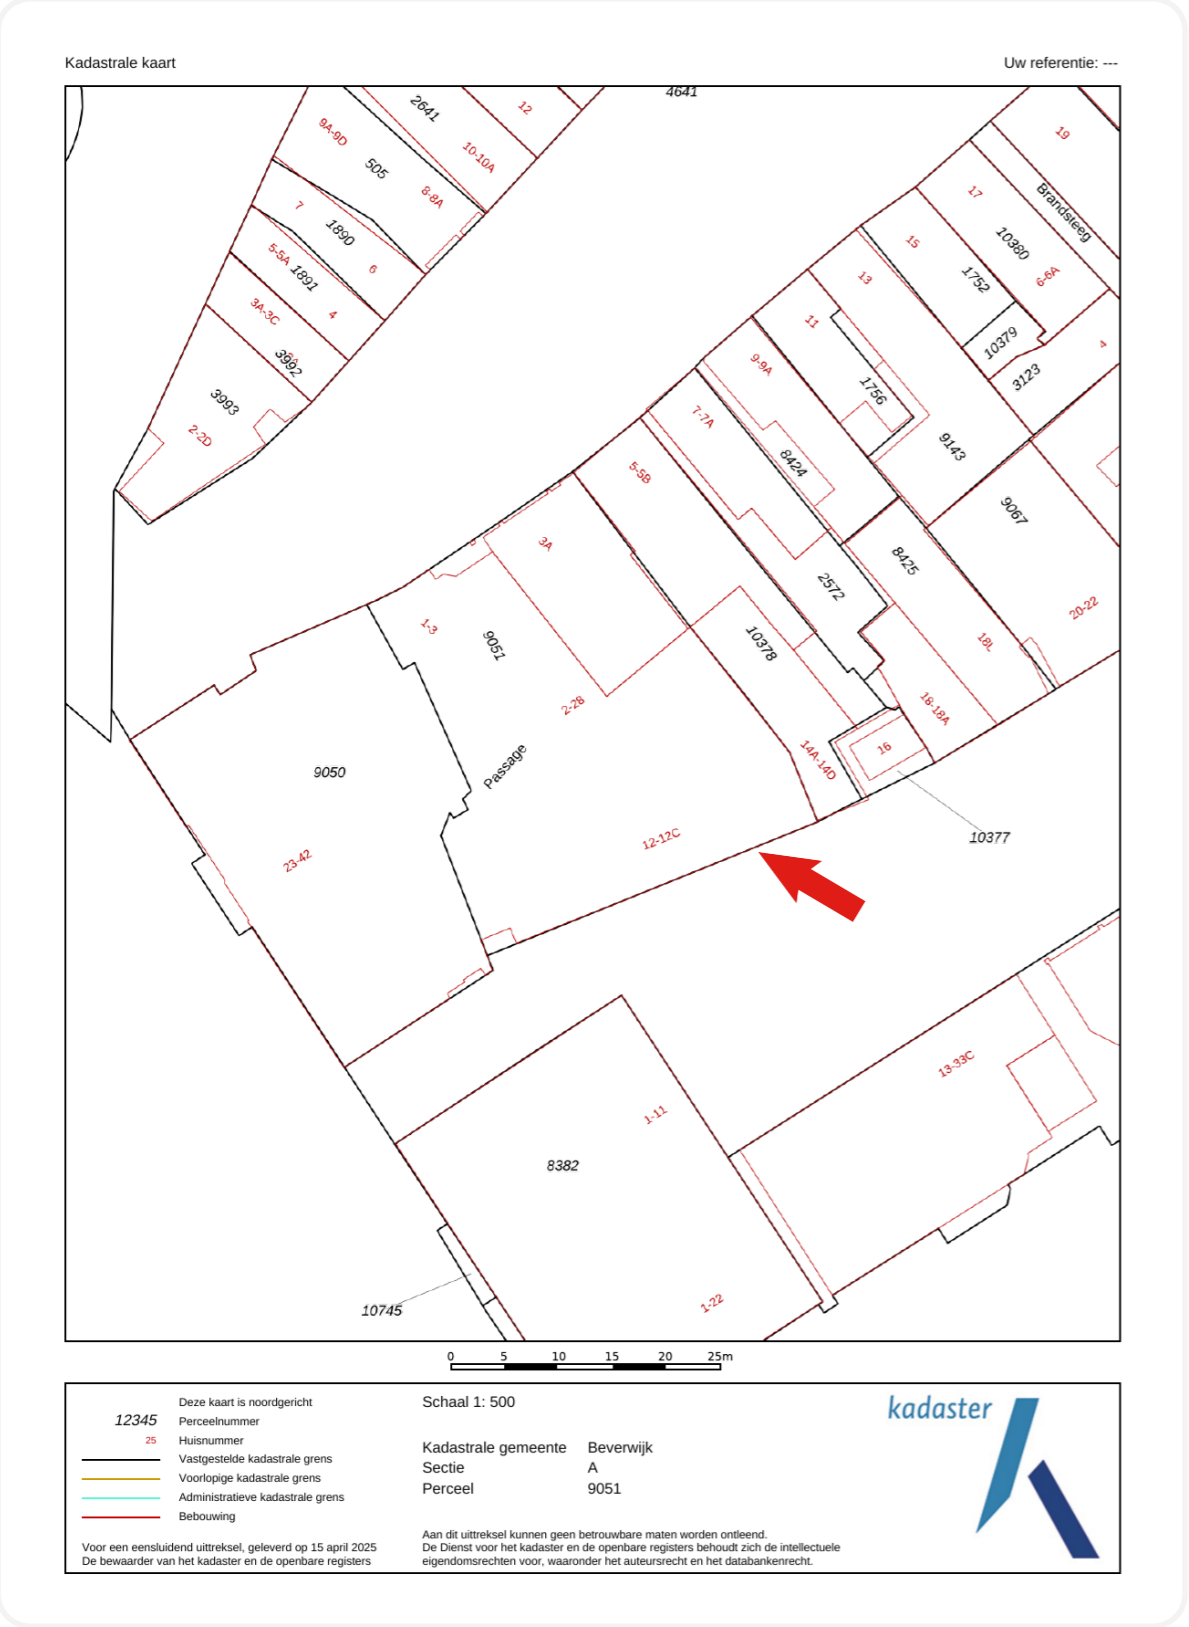 Kadastrale kaart
Uw referentie: ---
4641
2641
12
9A-9D
10-10A
505
8-8A
19
7
1890
17
Brandsteeg
10380
15
5-5A
1891
6
1752
6-6A
13
3A-3C
4
11
10379
4
3992
9-9A
3123
3993
1756
2-2D
7-7A
9143
8424
5-5B
9067
3A
8425
2572
20-22
1-3
9051
10378
18L
2-28
18-18A
16
14A-14D
Passage
9050
12-12C
10377
23-42
13-33C
1-11
8382
10745
1-22
0 5 10 15 20 25m
Deze kaart is noordgericht
12345 Perceelnummer
25 Huisnummer
Vastgestelde kadastrale grens
Voorlopige kadastrale grens
Administratieve kadastrale grens
Bebouwing
Voor een eensluidend uittreksel, geleverd op 15 april 2025
De bewaarder van het kadaster en de openbare registers
Schaal 1: 500
Kadastrale gemeente Beverwijk
Sectie A
Perceel 9051
Aan dit uittreksel kunnen geen betrouwbare maten worden ontleend.
De Dienst voor het kadaster en de openbare registers behoudt zich de intellectuele
eigendomsrechten voor, waaronder het auteursrecht en het databankenrecht.
kadaster